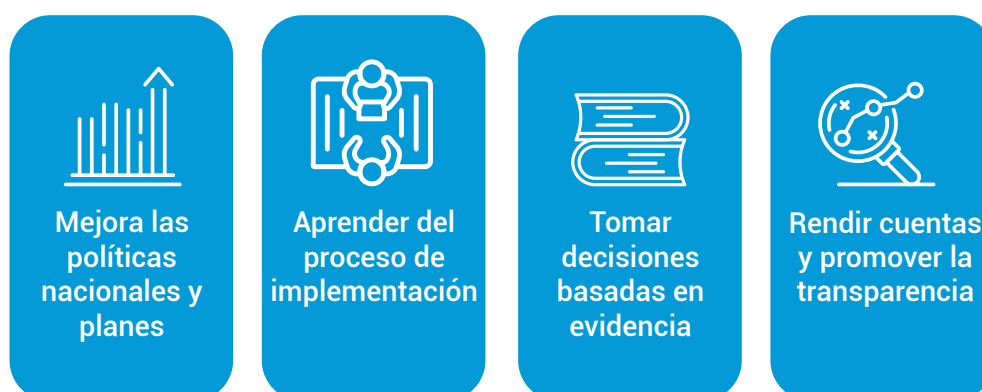 Mejora las
políticas
nacionales y
planes
Aprender del
proceso de
implementación
Tomar
decisiones
basadas en
evidencia
Rendir cuentas
y promover la
transparencia